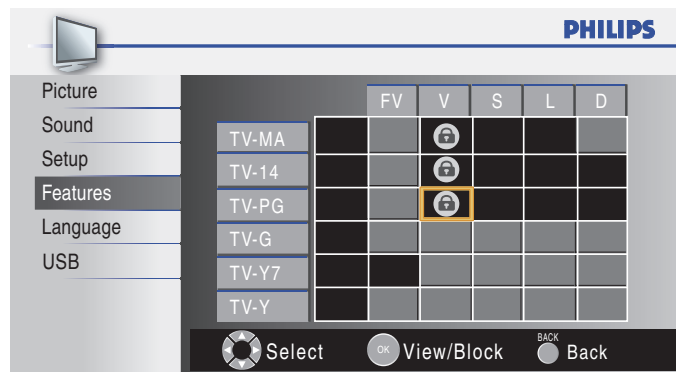 PHILIPS
Picture
Sound
Setup
Features
Language
USB
FV V S L D
TV-MA
TV-14
TV-PG
TV-G
TV-Y7
TV-Y
Select OK View/Block BACK Back